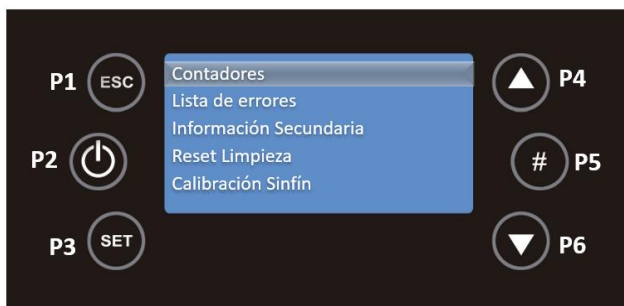 P1 ESC
P2
P3 SET
Contadores
Lista de errores
Información Secundaria
Reset Limpieza
Calibración Sinfín
P4
# P5
P6